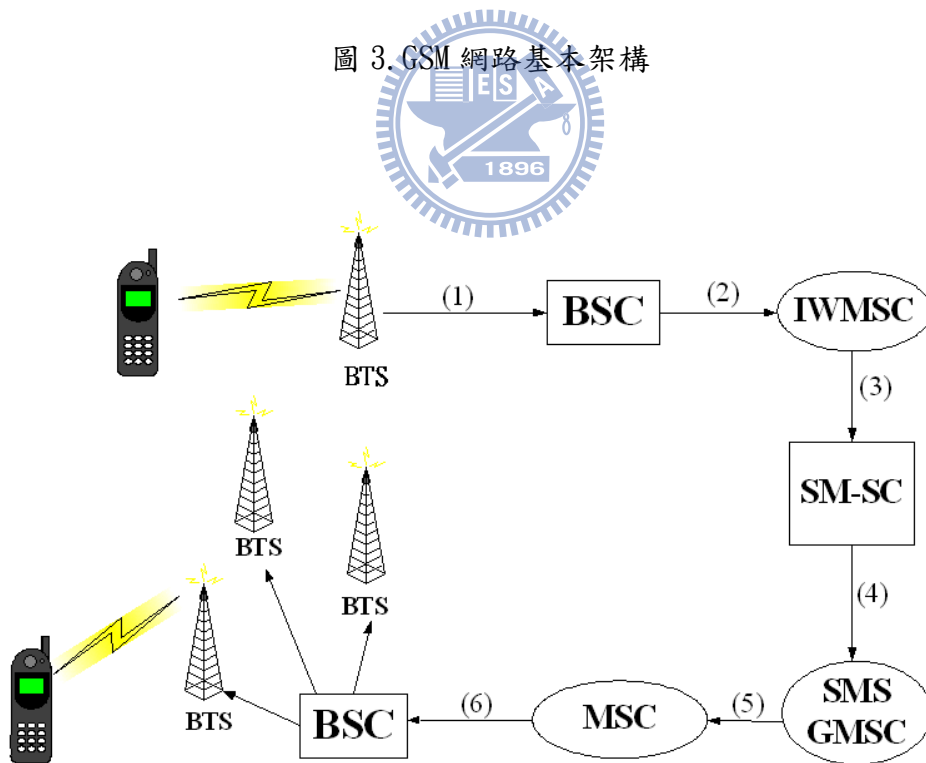 圖 3.GSM 網路基本架構
E S A
1896
(1)
BSC
(2)
IWMSC
BTS
(3)
SM-SC
BTS
BTS
(4)
BTS
BSC
(6)
MSC
(5)
SMS
GMSC